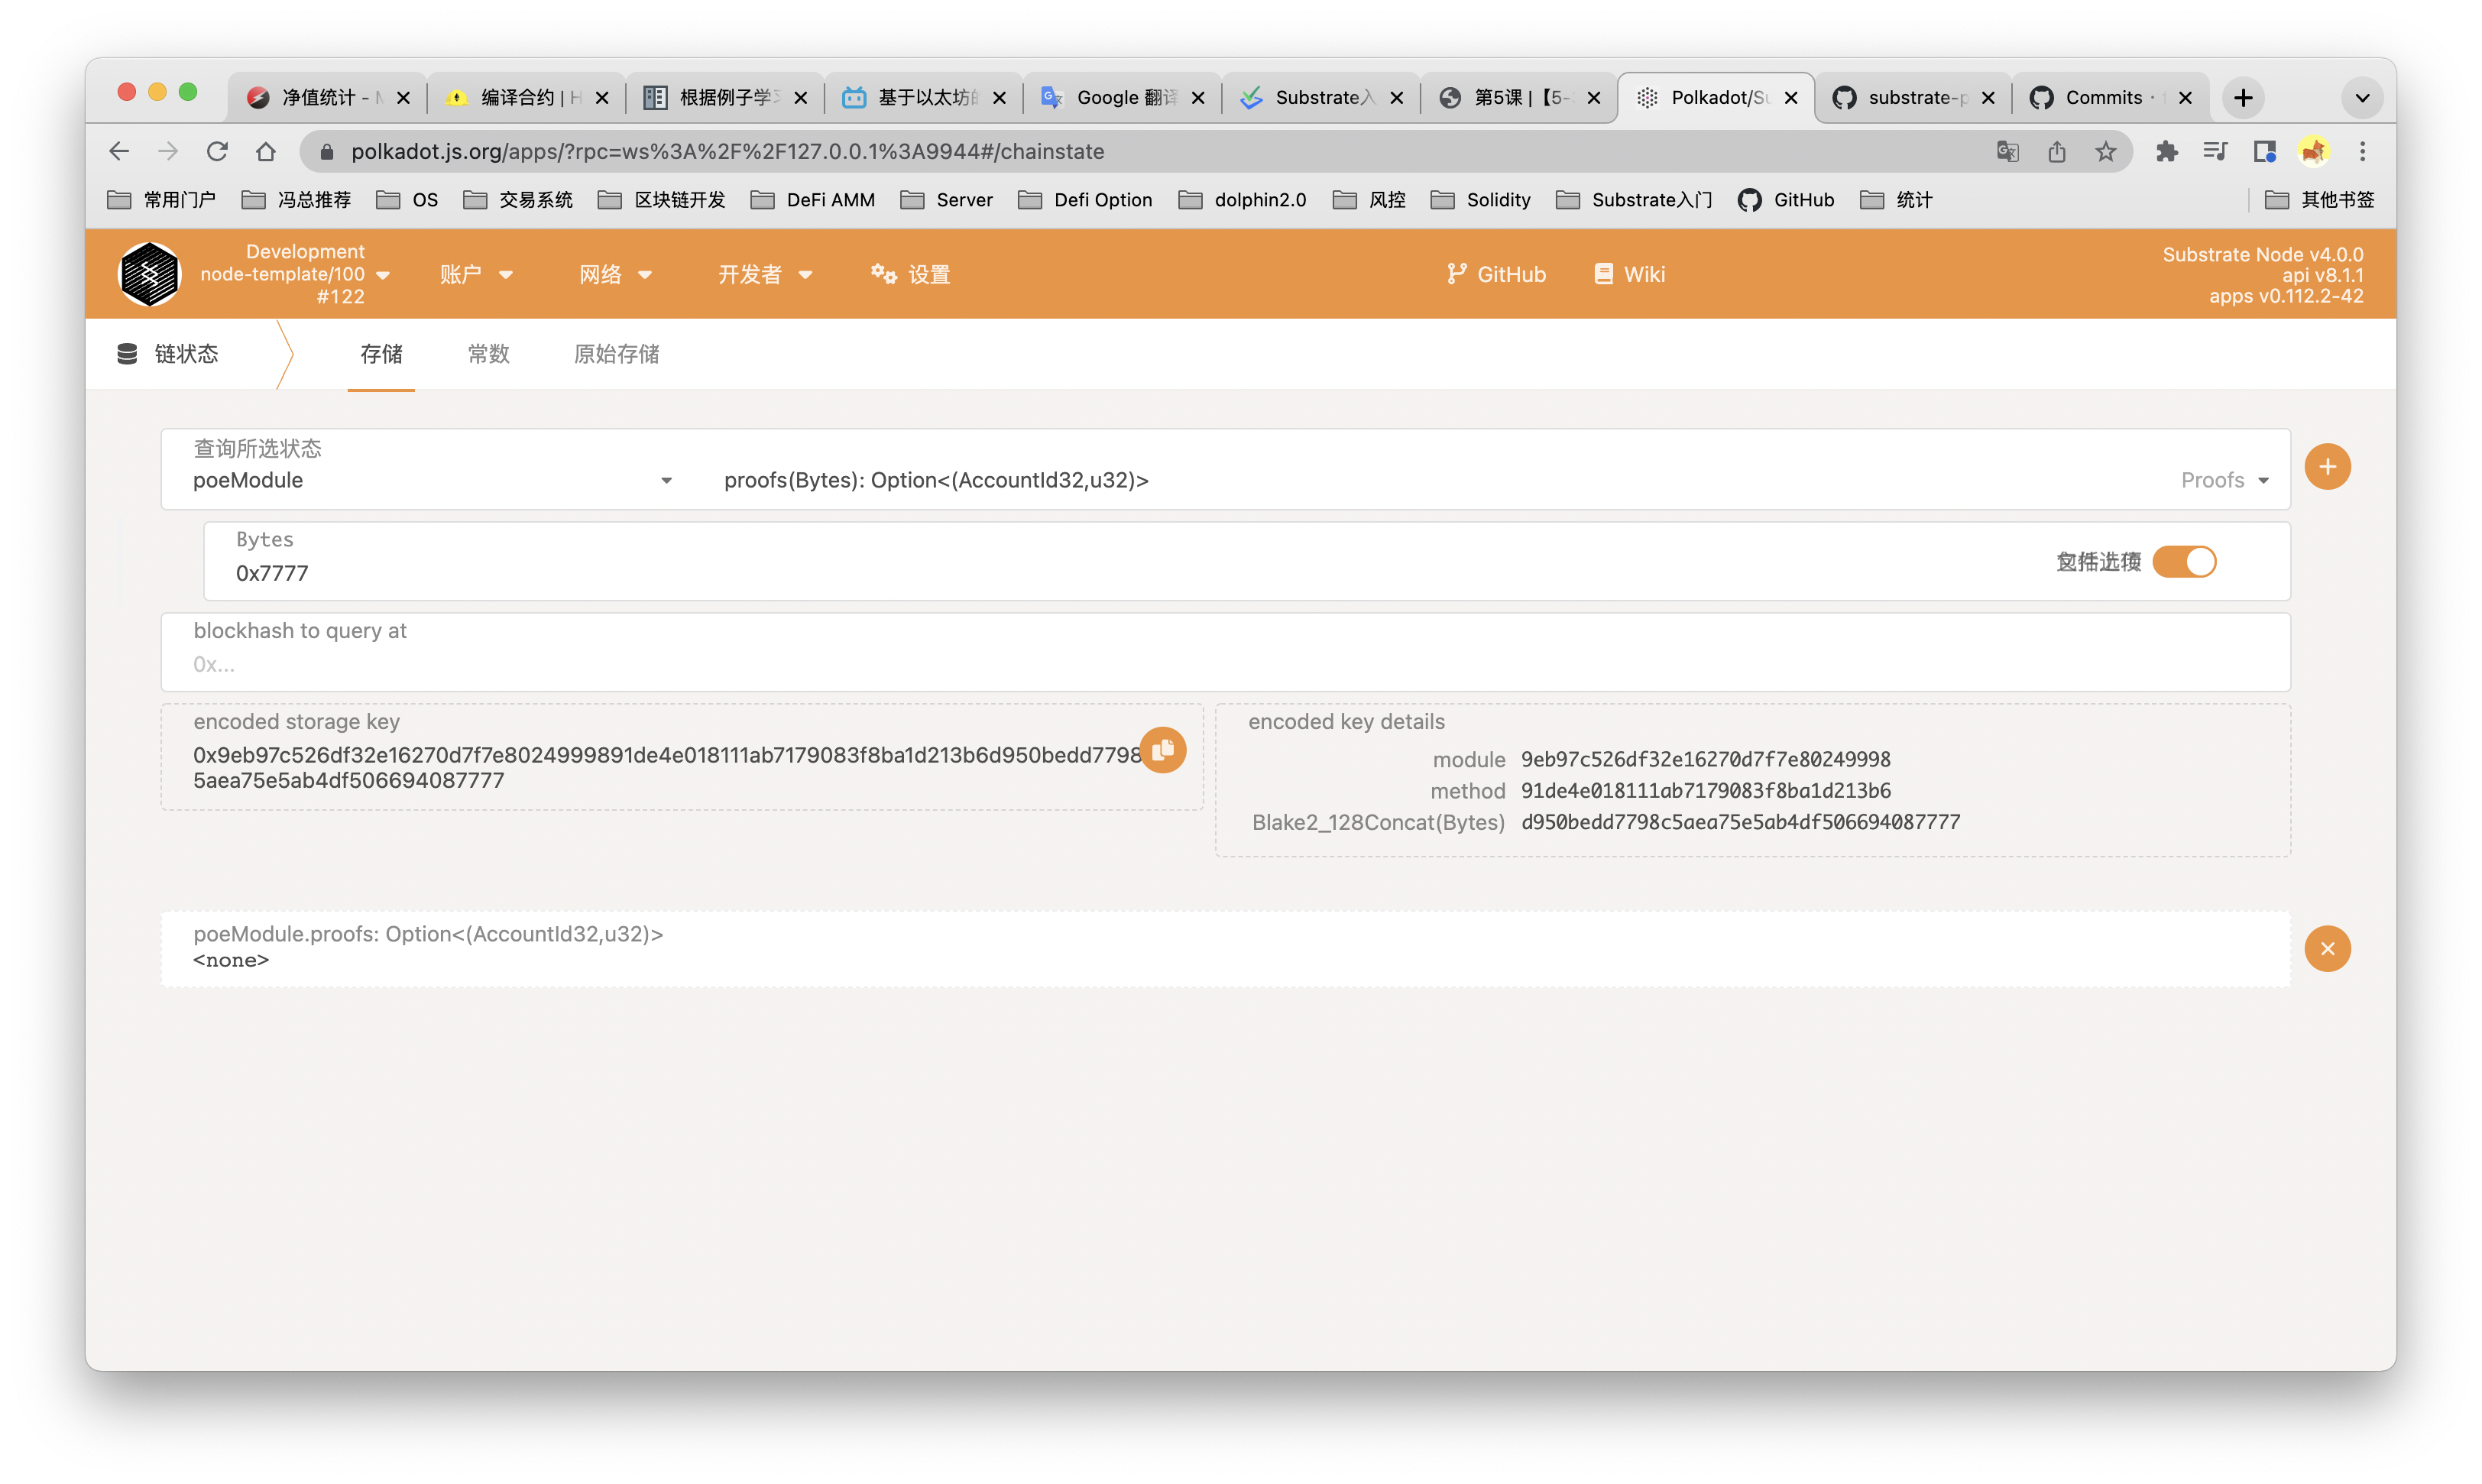 净值统计 -
编译合约 | H
根据例子学习
基于以太坊的
Google 翻译
Substrate入
第5课 | 【5-
Polkadot/Su
substrate-p
Commits ·
polkadot.js.org/apps/?rpc=ws%3A%2F%2F127.0.0.1%3A9944#/chainstate
常用门户
冯总推荐
OS
交易系统
区块链开发
DeFi AMM
Server
Defi Option
dolphin2.0
风控
Solidity
Substrate入门
GitHub
统计
其他书签
Development
node-template/100
#122
账户
网络
开发者
设置
GitHub
Wiki
Substrate Node v4.0.0
api v8.1.1
apps v0.112.2-42
链状态
存储
常数
原始存储
查询所选状态
poeModule
proofs(Bytes): Option<(AccountId32,u32)>
Proofs
Bytes
0x7777
blockhash to query at
0x...
encoded storage key
0x9eb97c526df32e16270d7f7e8024999891de4e018111ab7179083f8ba1d213b6d950bedd7798
5aea75e5ab4df506694087777
encoded key details
module 9eb97c526df32e16270d7f7e80249998
method 91de4e018111ab7179083f8ba1d213b6
Blake2_128Concat(Bytes) d950bedd7798c5aea75e5ab4df506694087777
poeModule.proofs: Option<(AccountId32,u32)>
<none>